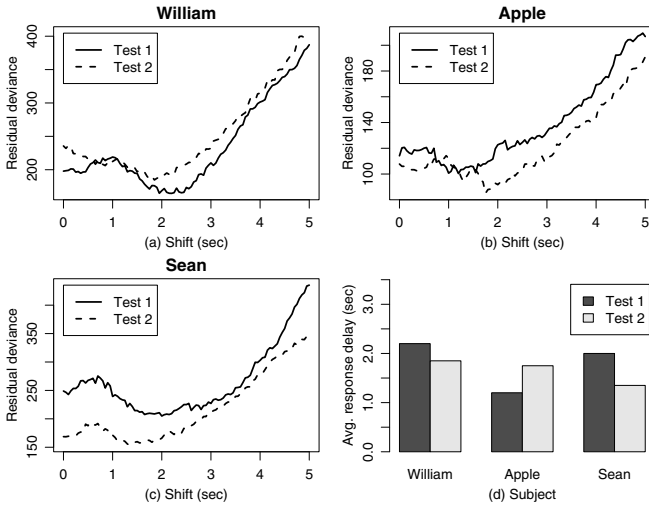 William
Residual deviance
200
300
400
Test 1
Test 2
0 1 2 3 4 5
(a) Shift (sec)
Apple
Residual deviance
100
140
180
Test 1
Test 2
0 1 2 3 4 5
(b) Shift (sec)
Sean
Residual deviance
150
250
350
Test 1
Test 2
0 1 2 3 4 5
(c) Shift (sec)
Avg. response delay (sec)
0.0
1.0
2.0
3.0
Test 1
Test 2
William Apple Sean
(d) Subject